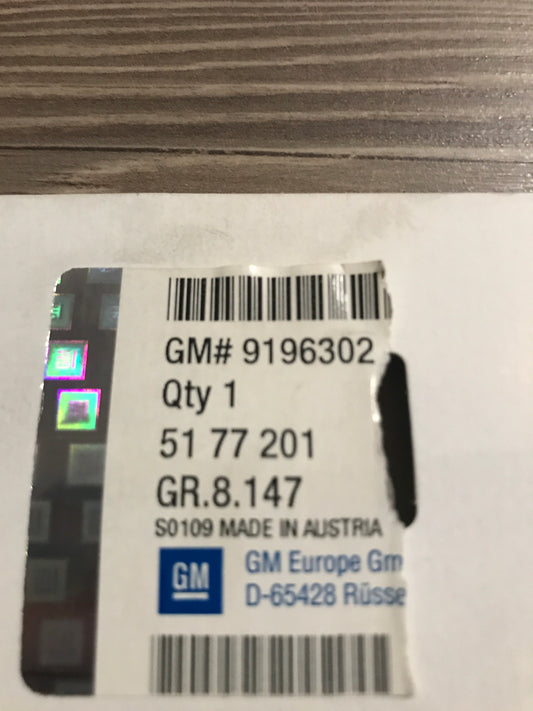 GM# 9196302
Qty 1
51 77 201
GR.8.147
S0109 MADE IN AUSTRIA
GM
GM Europe Gm
D-65428 Rüsse